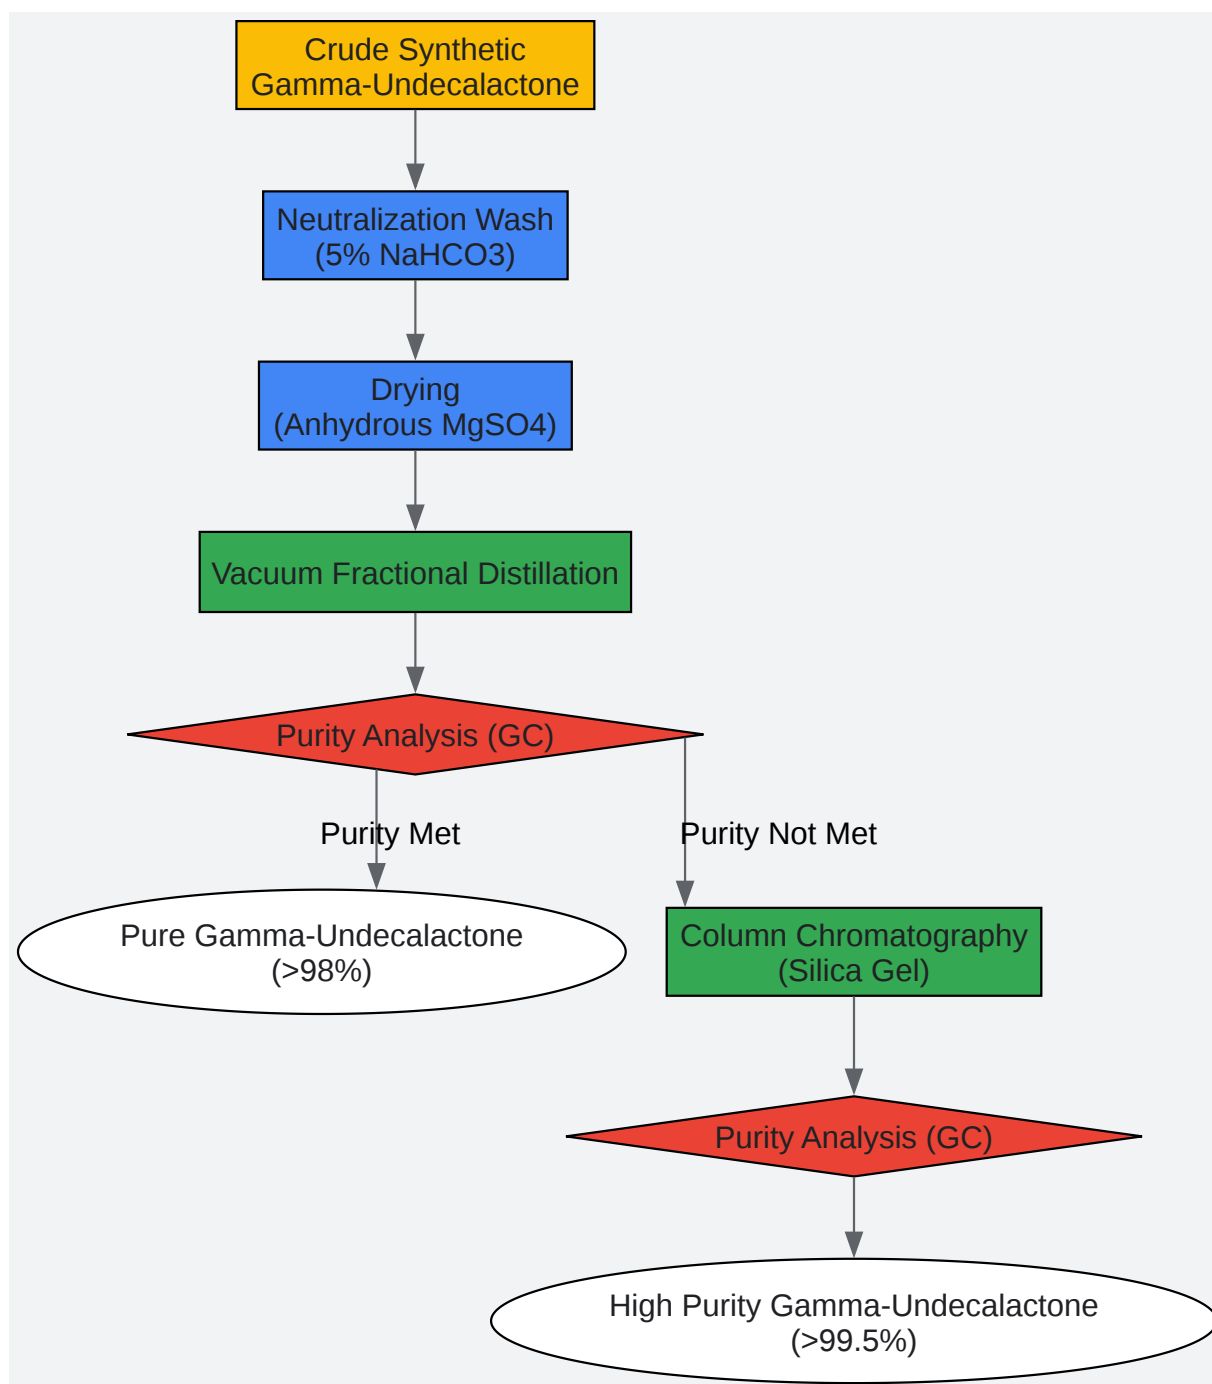 Crude Synthetic
Gamma-Undecalactone
Neutralization Wash
(5% NaHCO3)
Drying
(Anhydrous MgSO4)
Vacuum Fractional Distillation
Purity Analysis (GC)
Purity Met
Purity Not Met
Pure Gamma-Undecalactone
(>98%)
Column Chromatography
(Silica Gel)
Purity Analysis (GC)
High Purity Gamma-Undecalactone
(>99.5%)